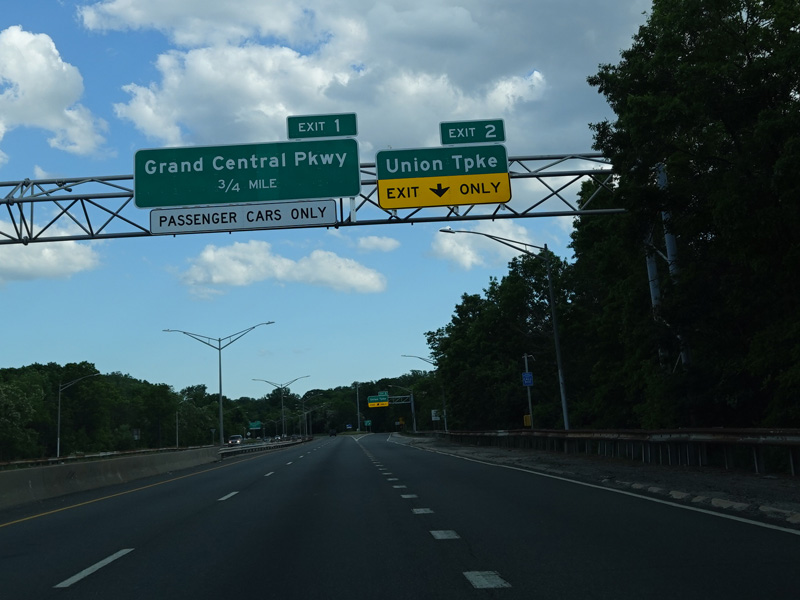 EXIT 1
Grand Central Pkwy
3/4 MILE
PASSENGER CARS ONLY
EXIT 2
Union Tpke
EXIT ONLY